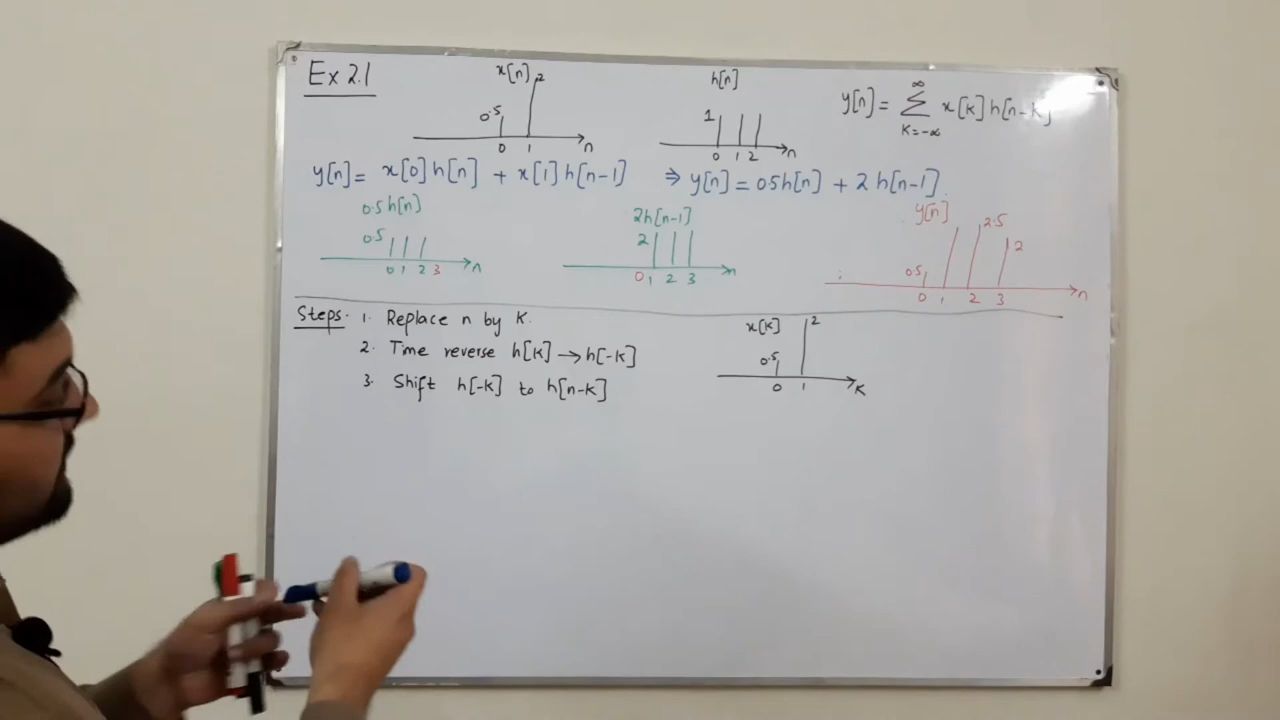 Ex 2.1
x[n] 2
0.5
0 1 n
h[n]
1
0 1 2 n
y[n] = ∞ Σ K=-∞ x[k] h[n-k]
y[n] = x[0] h[n] + x[1] h[n-1] ⇒ y[n] = 0.5 h[n] + 2 h[n-1].
0.5 h[n]
0.5
0 1 2 3 n
2h[n-1]
2
0 1 2 3 n
y[n] 2.5
2
0.5
0 1 2 3 n
Steps. 1. Replace n by K.
2. Time reverse h[k] → h[-k]
3. Shift h[-k] to h[n-k]
x[k] 2
0.5
0 1 K